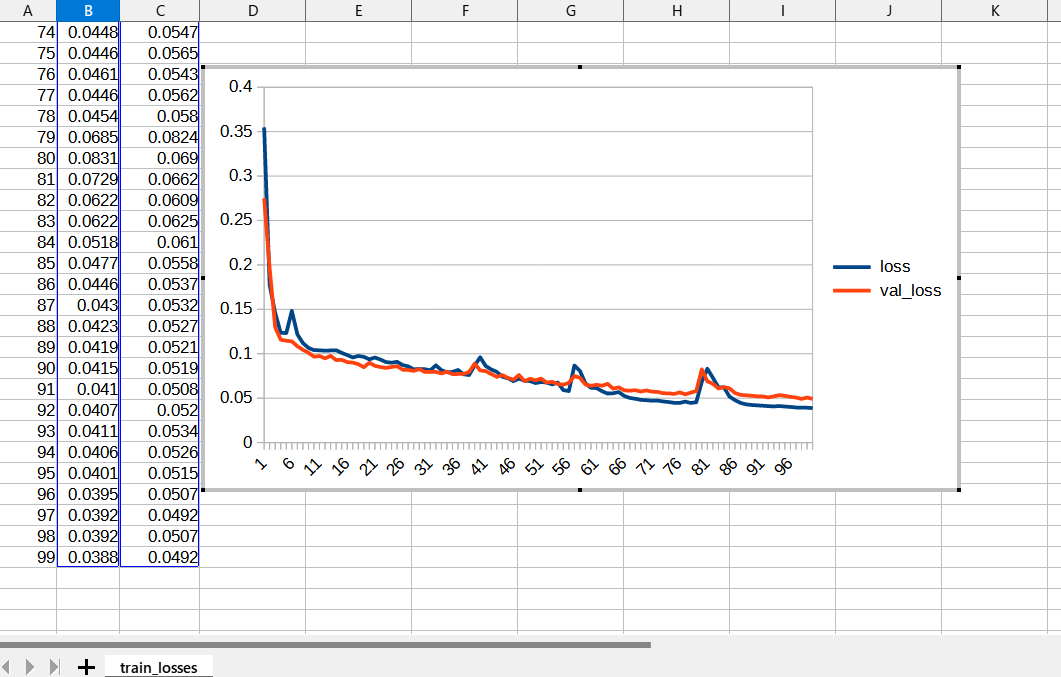 A B C D E F G H I J K
74 0.0448 0.0547
75 0.0446 0.0565
76 0.0461 0.0543
77 0.0446 0.0562
78 0.0454 0.058
79 0.0685 0.0824
80 0.0831 0.069
81 0.0729 0.0662
82 0.0622 0.0609
83 0.0622 0.0625
84 0.0518 0.061
85 0.0477 0.0558
86 0.0446 0.0537
87 0.043 0.0532
88 0.0423 0.0527
89 0.0419 0.0521
90 0.0415 0.0519
91 0.041 0.0508
92 0.0407 0.052
93 0.0411 0.0534
94 0.0406 0.0526
95 0.0401 0.0515
96 0.0395 0.0507
97 0.0392 0.0492
98 0.0392 0.0507
99 0.0388 0.0492
0.4
0.35
0.3
0.25
0.2
0.15
0.1
0.05
0
1 6 11 16 21 26 31 36 41 46 51 56 61 66 71 76 81 86 91 96
loss
val_loss
train_losses